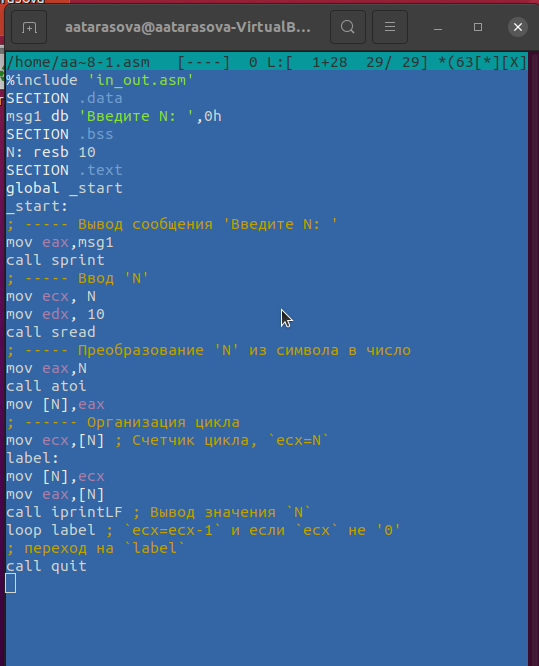 rasova
aatarasova@aatarasova-VirtualB...
/home/aa~8-1.asm [----] 0 L:[ 1+28 29/ 29] *(63[*][X]
%include 'in_out.asm'
SECTION .data
msg1 db 'Введите N: ',0h
SECTION .bss
N: resb 10
SECTION .text
global _start
_start:
; ----- Вывод сообщения 'Введите N: '
mov eax,msg1
call sprint
; ----- Ввод 'N'
mov ecx, N
mov edx, 10
call sread
; ----- Преобразование 'N' из символа в число
mov eax,N
call atoi
mov [N],eax
; ------ Организация цикла
mov ecx,[N] ; Счетчик цикла, `ecx=N`
label:
mov [N],ecx
mov eax,[N]
call iprintLF ; Вывод значения `N`
loop label ; `ecx=ecx-1` и если `ecx` не '0'
; переход на `label`
call quit